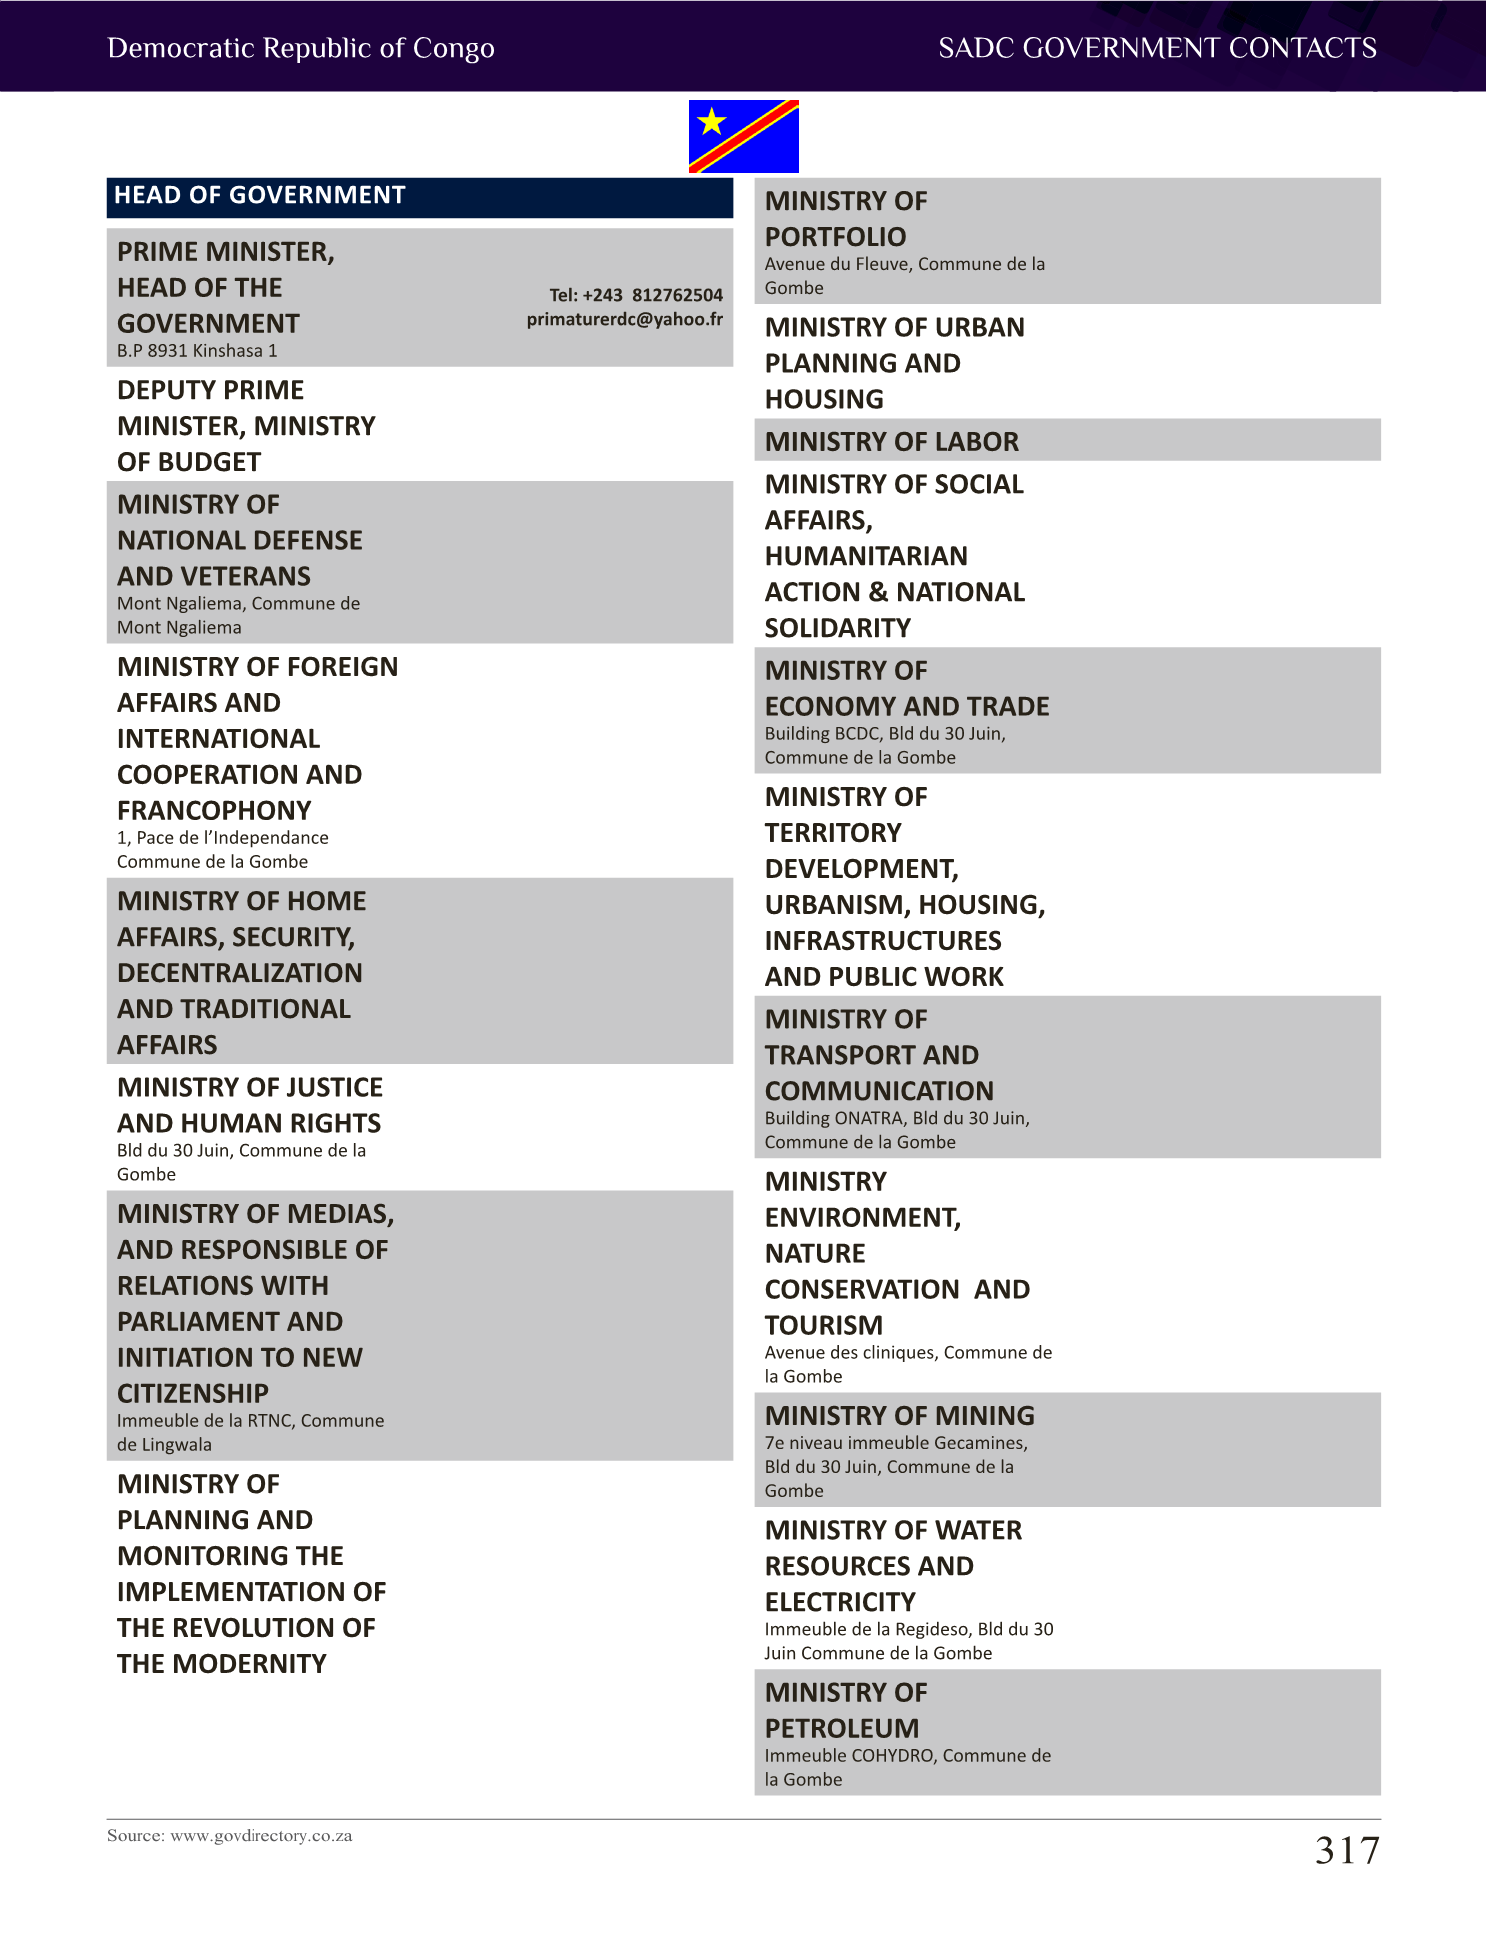 Democratic Republic of Congo
SADC GOVERNMENT CONTACTS
HEAD OF GOVERNMENT
PRIME MINISTER,
HEAD OF THE
GOVERNMENT
B.P 8931 Kinshasa 1
Tel: +243  812762504
primaturerdc@yahoo.fr
DEPUTY PRIME
MINISTER, MINISTRY
OF BUDGET
MINISTRY OF
NATIONAL DEFENSE
AND VETERANS
Mont Ngaliema, Commune de
Mont Ngaliema
MINISTRY OF FOREIGN
AFFAIRS AND
INTERNATIONAL
COOPERATION AND
FRANCOPHONY
1, Pace de l’Independance
Commune de la Gombe
MINISTRY OF HOME
AFFAIRS, SECURITY,
DECENTRALIZATION
AND TRADITIONAL
AFFAIRS
MINISTRY OF JUSTICE
AND HUMAN RIGHTS
Bld du 30 Juin, Commune de la
Gombe
MINISTRY OF MEDIAS,
AND RESPONSIBLE OF
RELATIONS WITH
PARLIAMENT AND
INITIATION TO NEW
CITIZENSHIP
Immeuble de la RTNC, Commune
de Lingwala
MINISTRY OF
PLANNING AND
MONITORING THE
IMPLEMENTATION OF
THE REVOLUTION OF
THE MODERNITY
MINISTRY OF
PORTFOLIO
Avenue du Fleuve, Commune de la
Gombe
MINISTRY OF URBAN
PLANNING AND
HOUSING
MINISTRY OF LABOR
MINISTRY OF SOCIAL
AFFAIRS,
HUMANITARIAN
ACTION & NATIONAL
SOLIDARITY
MINISTRY OF
ECONOMY AND TRADE
Building BCDC, Bld du 30 Juin,
Commune de la Gombe
MINISTRY OF
TERRITORY
DEVELOPMENT,
URBANISM, HOUSING,
INFRASTRUCTURES
AND PUBLIC WORK
MINISTRY OF
TRANSPORT AND
COMMUNICATION
Building ONATRA, Bld du 30 Juin,
Commune de la Gombe
MINISTRY
ENVIRONMENT,
NATURE
CONSERVATION  AND
TOURISM
Avenue des cliniques, Commune de
la Gombe
MINISTRY OF MINING
7e niveau immeuble Gecamines,
Bld du 30 Juin, Commune de la
Gombe
MINISTRY OF WATER
RESOURCES AND
ELECTRICITY
Immeuble de la Regideso, Bld du 30
Juin Commune de la Gombe
MINISTRY OF
PETROLEUM
Immeuble COHYDRO, Commune de
la Gombe
Source: www.govdirectory.co.za
317